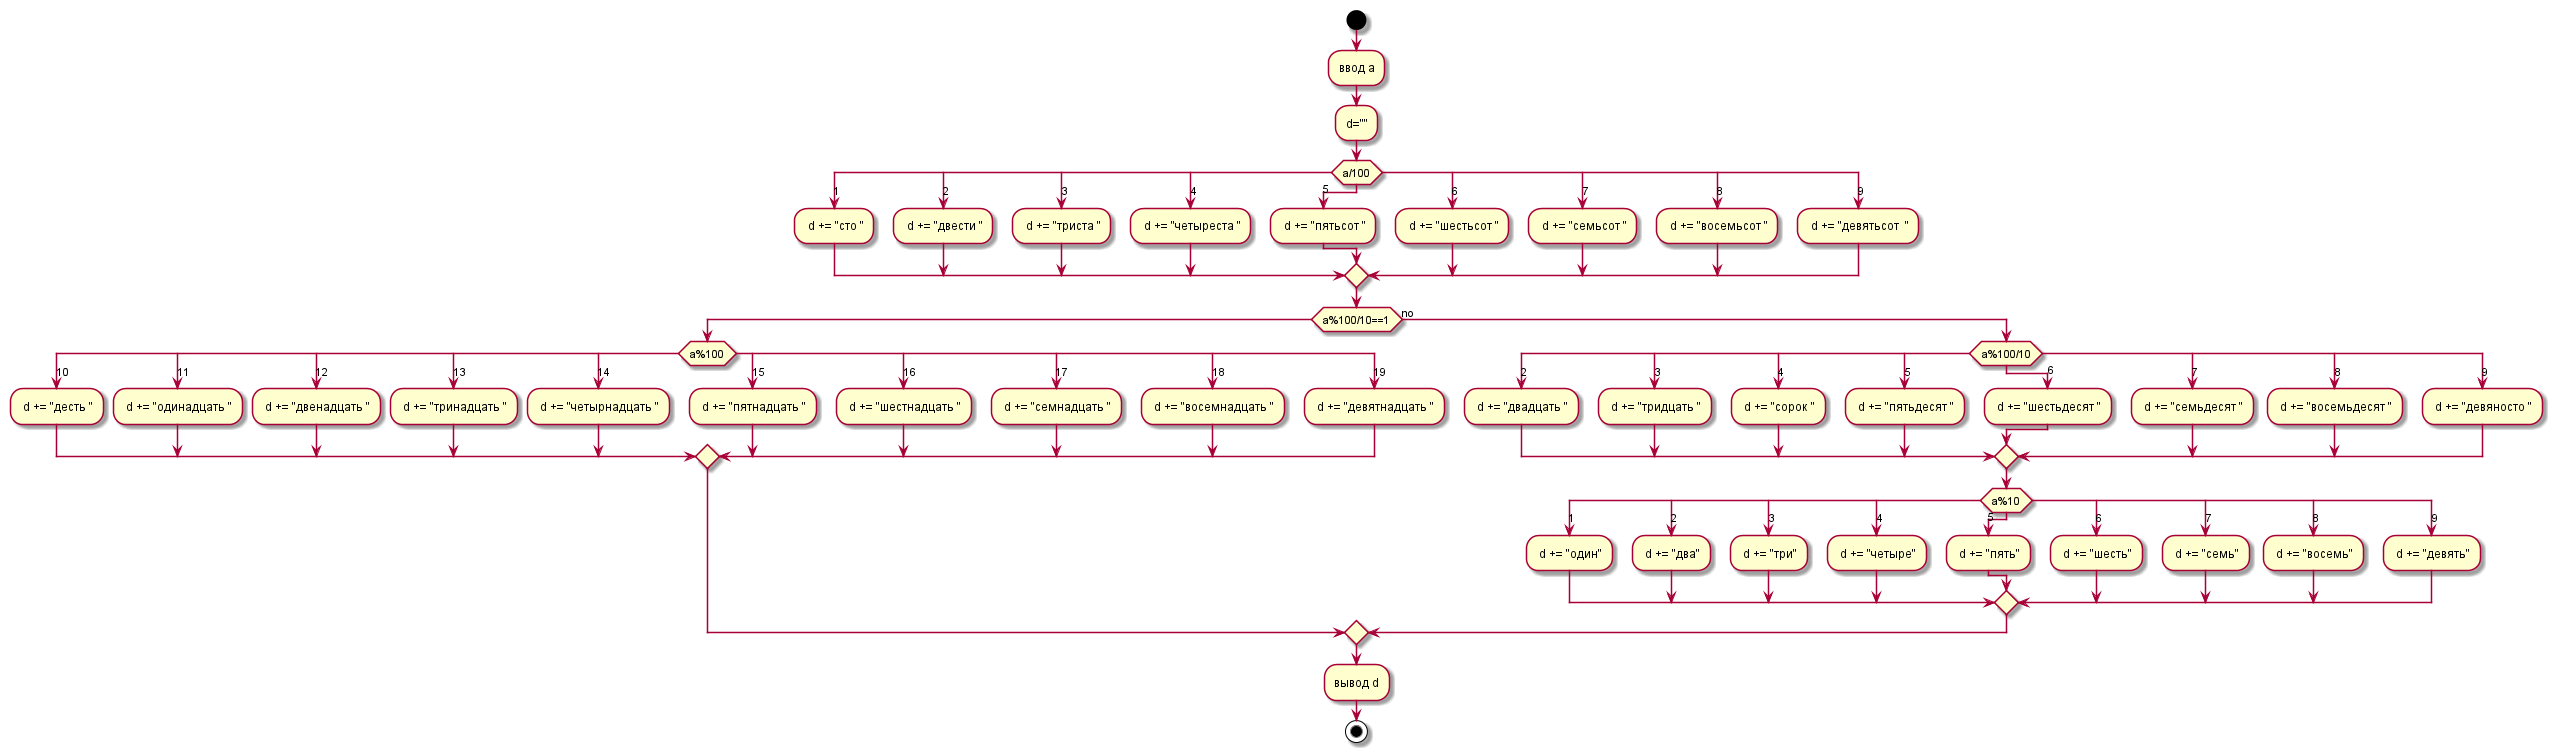 ввод a
d=""
a/100
1
2
3
4
5
6
7
8
9
d += "сто "
d += "двести "
d += "триста "
d += "четыреста "
d += "пятьсот "
d += "шестьсот "
d += "семьсот "
d += "восемьсот "
d += "девятьсот  "
a%100/10==1
no
a%100
a%100/10
10
11
12
13
14
15
16
17
18
19
2
3
4
5
6
7
8
9
d += "десть "
d += "одинадцать "
d += "двенадцать "
d += "тринадцать "
d += "четырнадцать "
d += "пятнадцать "
d += "шестнадцать "
d += "семнадцать "
d += "восемнадцать "
d += "девятнадцать "
d += "двадцать "
d += "тридцать "
d += "сорок "
d += "пятьдесят "
d += "шестьдесят "
d += "семьдесят "
d += "восемьдесят "
d += "девяносто "
a%10
1
2
3
4
5
6
7
8
9
d += "один"
d += "два"
d += "три"
d += "четыре"
d += "пять"
d += "шесть"
d += "семь"
d += "восемь"
d += "девять"
вывод d